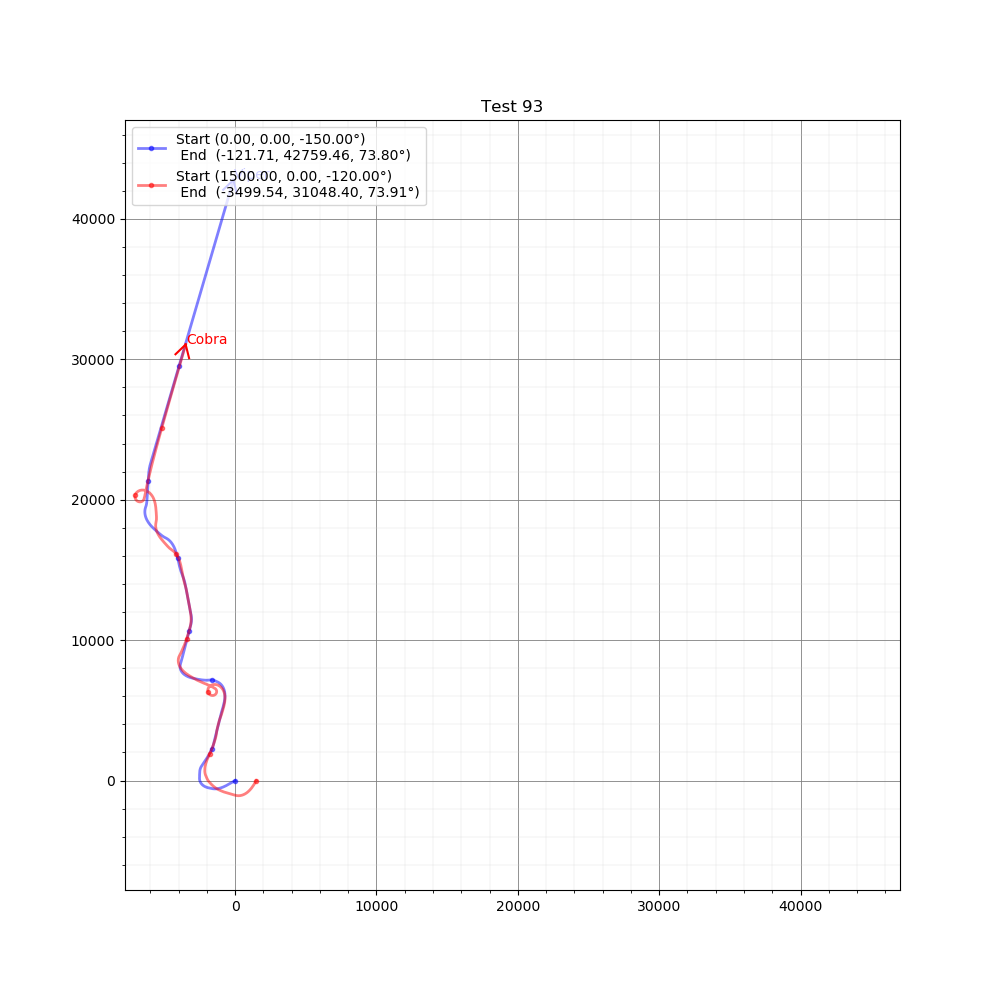 Test 93
Start (0.00, 0.00, -150.00°)
End (-121.71, 42759.46, 73.80°)
Start (1500.00, 0.00, -120.00°)
End (-3499.54, 31048.40, 73.91°)
40000
Cobra
30000
20000
10000
0
0 10000 20000 30000 40000